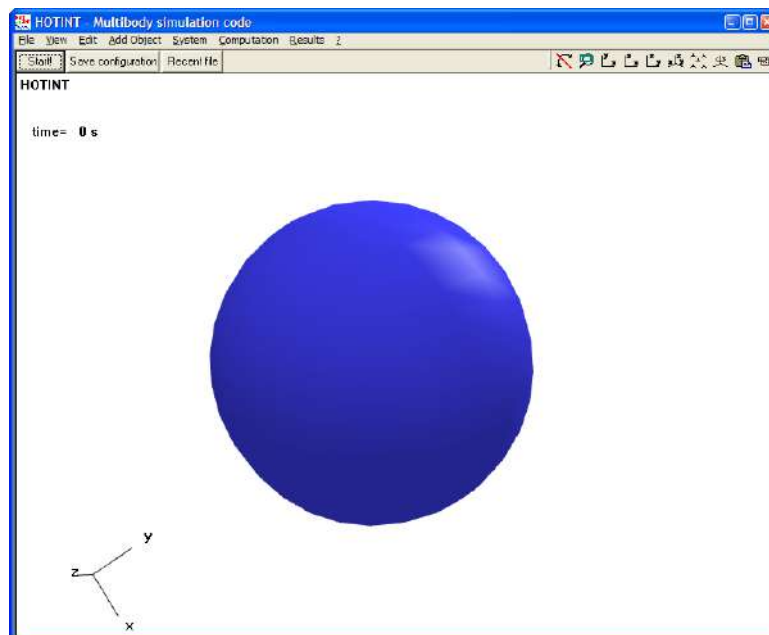 HOTINT - Multibody simulation code
File View Edit Add Object System Computation Results ?
Start! Save configuration Recent file
HOTINT
time= 0 s
y
z
x